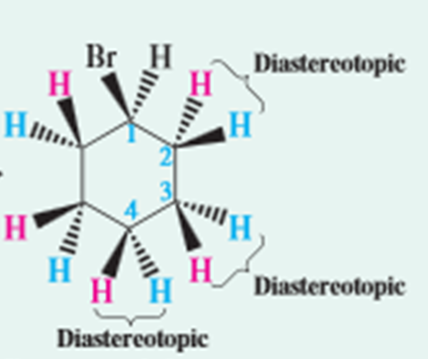 Br H
H H Diastereotopic
H H
1
2
3
4
H H
H H Diastereotopic
H H
Diastereotopic